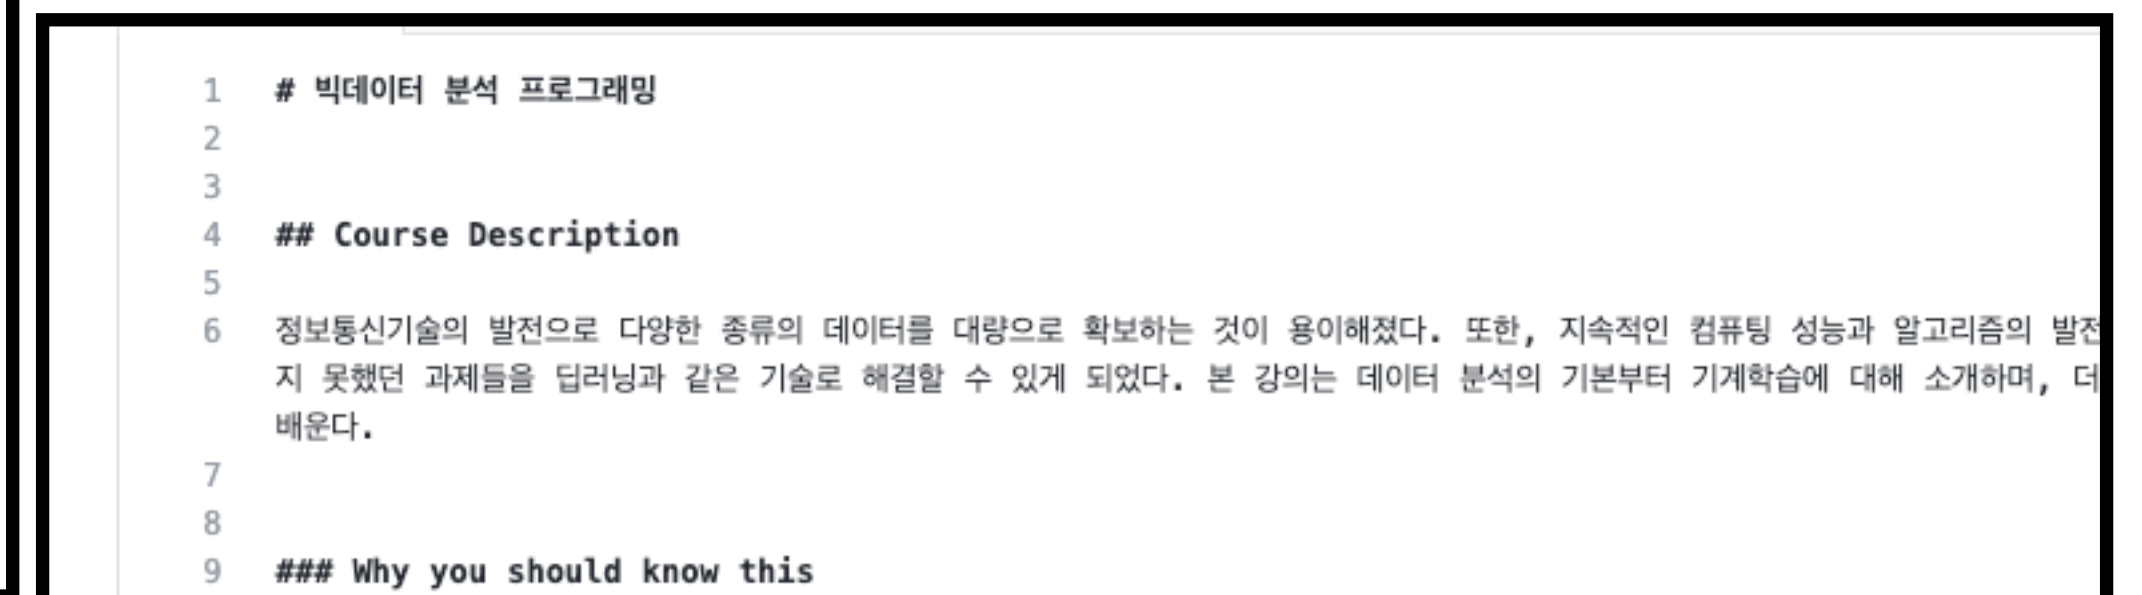 1 # 빅데이터 분석 프로그래밍
2
3
4 ## Course Description
5
6 정보통신기술의 발전으로 다양한 종류의 데이터를 대량으로 확보하는 것이 용이해졌다. 또한, 지속적인 컴퓨팅 성능과 알고리즘의 발전
지 못했던 과제들을 딥러닝과 같은 기술로 해결할 수 있게 되었다. 본 강의는 데이터 분석의 기본부터 기계학습에 대해 소개하며, 더
배운다.
7
8
9 ### Why you should know this